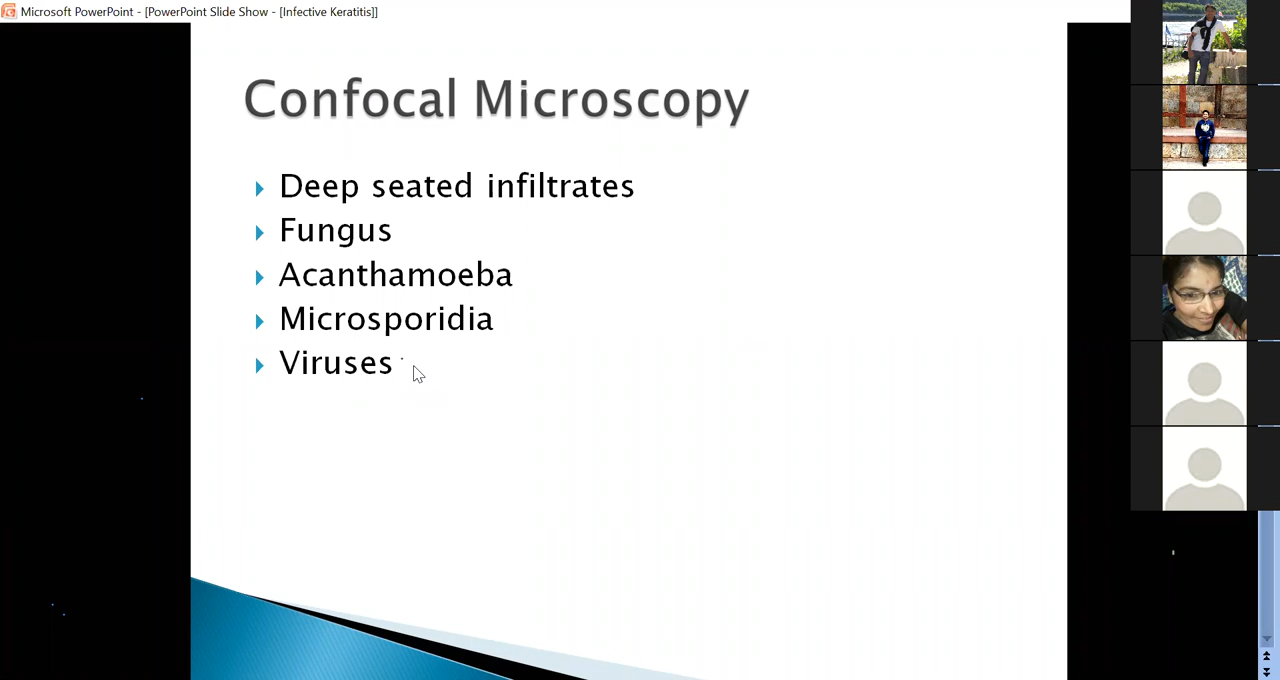 Microsoft PowerPoint - [PowerPoint Slide Show - [Infective Keratitis]]
Confocal Microscopy
Deep seated infiltrates
Fungus
Acanthamoeba
Microsporidia
Viruses